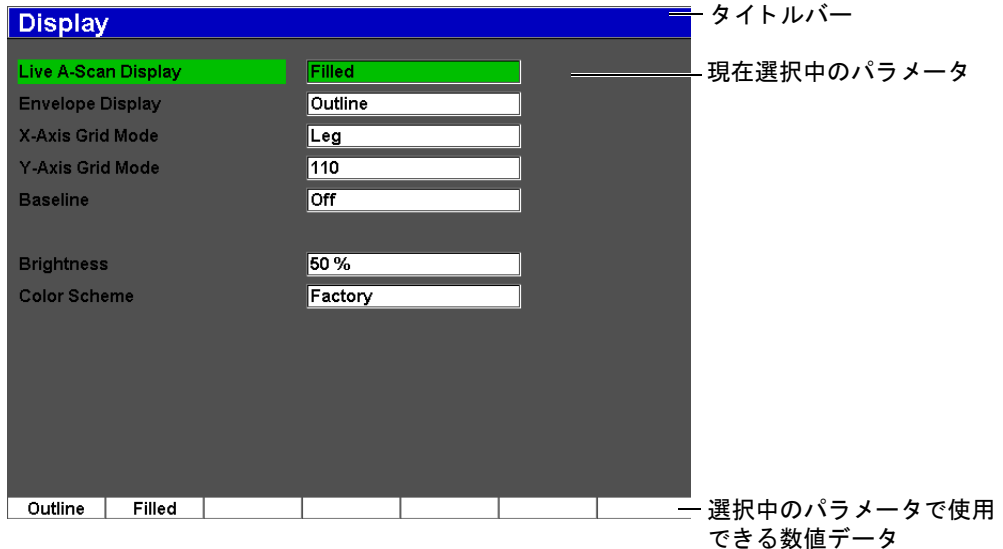 Display
タイトルバー
Live A-Scan Display Filled
現在選択中のパラメータ
Envelope Display Outline
X-Axis Grid Mode Leg
Y-Axis Grid Mode 110
Baseline Off
Brightness 50 %
Color Scheme Factory
Outline Filled
選択中のパラメータで使用
できる数値データ